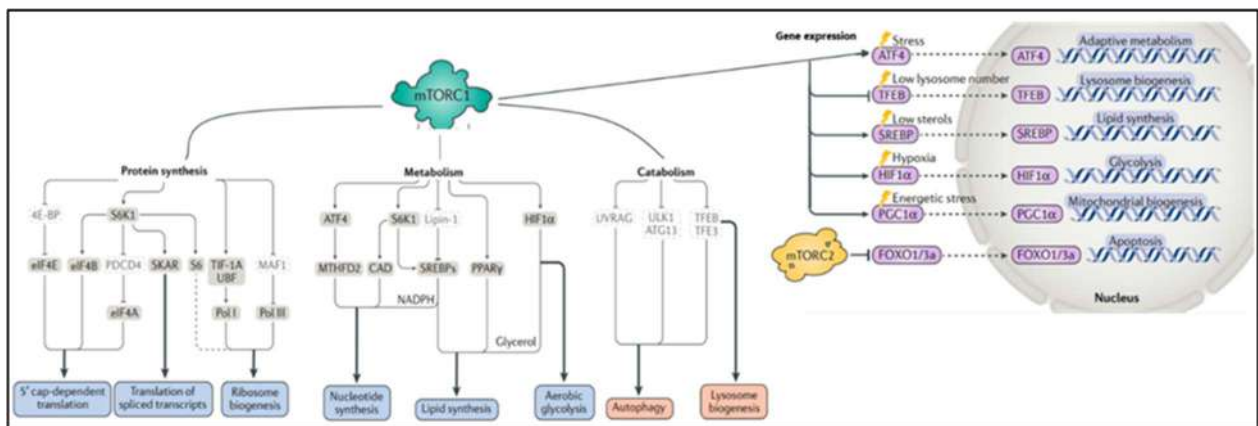 mTORC1
Protein synthesis
4E-BP
S6K1
eIF4E
eIF4B
PDCD4
SKAR
S6
TIF-1A
UBF
MAF1
eIF4A
Pol I
Pol III
5' cap-dependent
translation
Translation of
spliced transcripts
Ribosome
biogenesis
Metabolism
ATF4
S6K1
Lipin-1
HIF1α
MTHFD2
CAD
SREBPs
PPARγ
NADPH
Glycerol
Nucleotide
synthesis
Lipid synthesis
Aerobic
glycolysis
Catabolism
UVRAG
ULK1
ATG13
TFEB
TFE3
Autophagy
Lysosome
biogenesis
Gene expression
Stress
ATF4
ATF4
Adaptive metabolism
Low lysosome number
TFEB
TFEB
Lysosome biogenesis
Low sterols
SREBP
SREBP
Lipid synthesis
Hypoxia
HIF1α
HIF1α
Glycolysis
Energetic stress
PGC1α
PGC1α
Mitochondrial biogenesis
mTORC2
FOXO1/3a
FOXO1/3a
Apoptosis
Nucleus